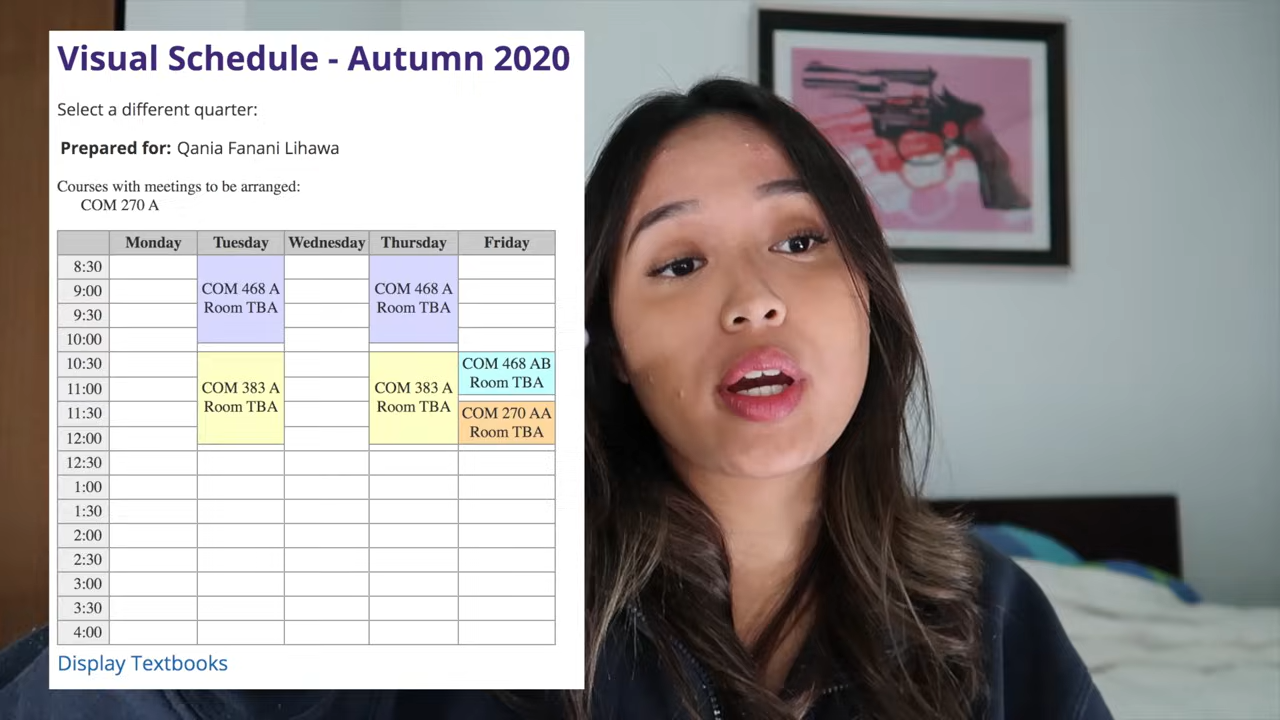 Visual Schedule - Autumn 2020
Select a different quarter:
Prepared for: Qania Fanani Lihawa
Courses with meetings to be arranged:
COM 270 A
Monday Tuesday Wednesday Thursday Friday
8:30
9:00 COM 468 A COM 468 A
Room TBA Room TBA
9:30
10:00
10:30 COM 468 AB
Room TBA
11:00 COM 383 A COM 383 A
Room TBA Room TBA
11:30 COM 270 AA
Room TBA
12:00
12:30
1:00
1:30
2:00
2:30
3:00
3:30
4:00
Display Textbooks